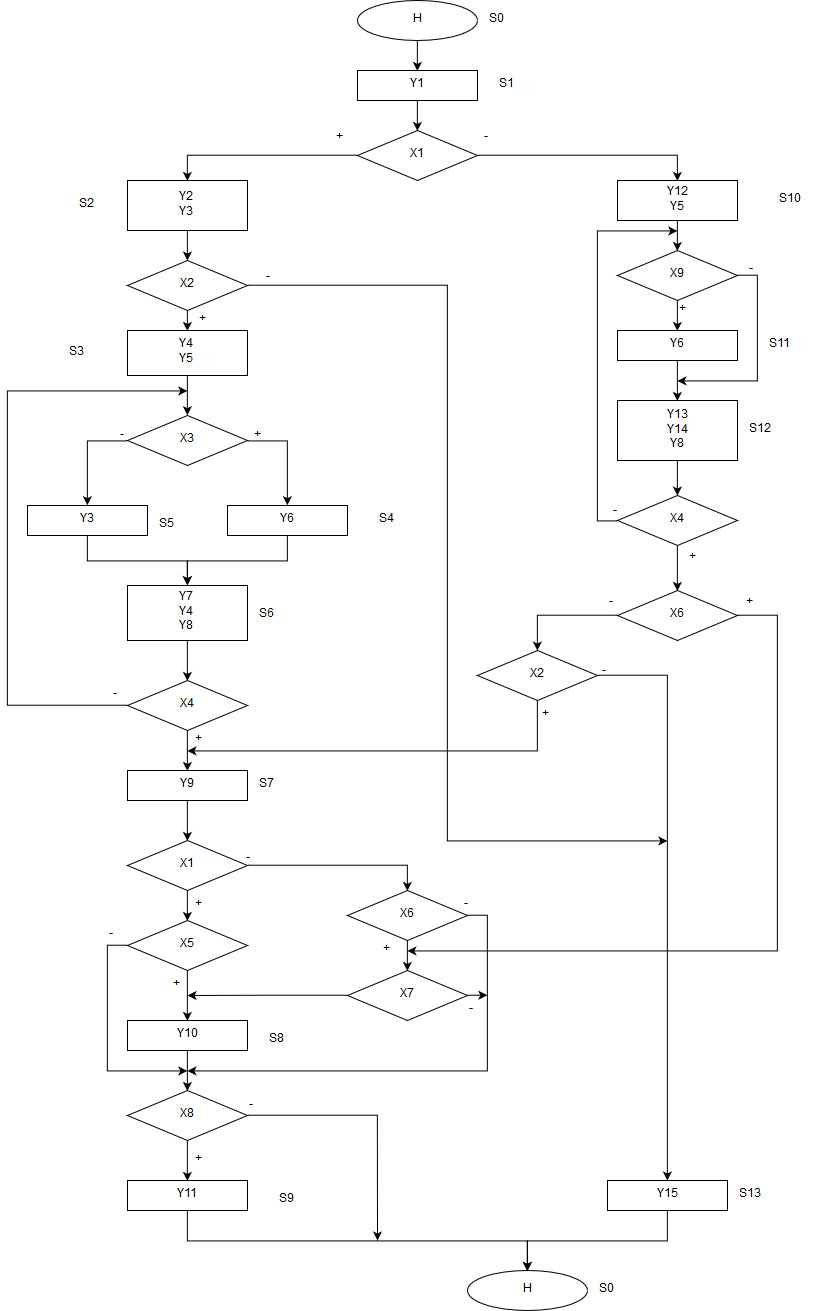 H
S0
Y1
S1
+
-
X1
Y2
Y3
S2
Y12
Y5
S10
X2
-
+
X9
-
+
Y4
Y5
S3
Y6
S11
X3
-
+
Y13
Y14
Y8
S12
Y3
S5
Y6
S4
X4
-
+
Y7
Y4
Y8
S6
X6
-
+
X4
-
+
X2
-
+
Y9
S7
X1
-
+
X6
-
+
X5
-
+
X7
-
Y10
S8
X8
-
+
Y11
S9
Y15
S13
H
S0